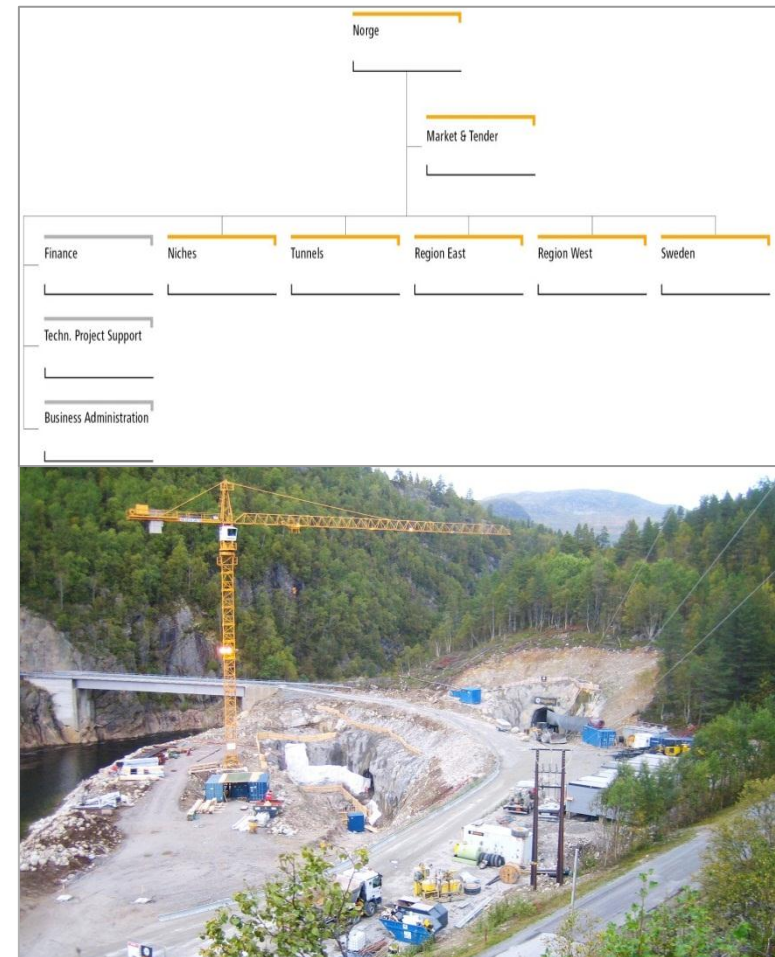 Norge
Market & Tender
Finance
Niches
Tunnels
Region East
Region West
Sweden
Techn. Project Support
Business Administration